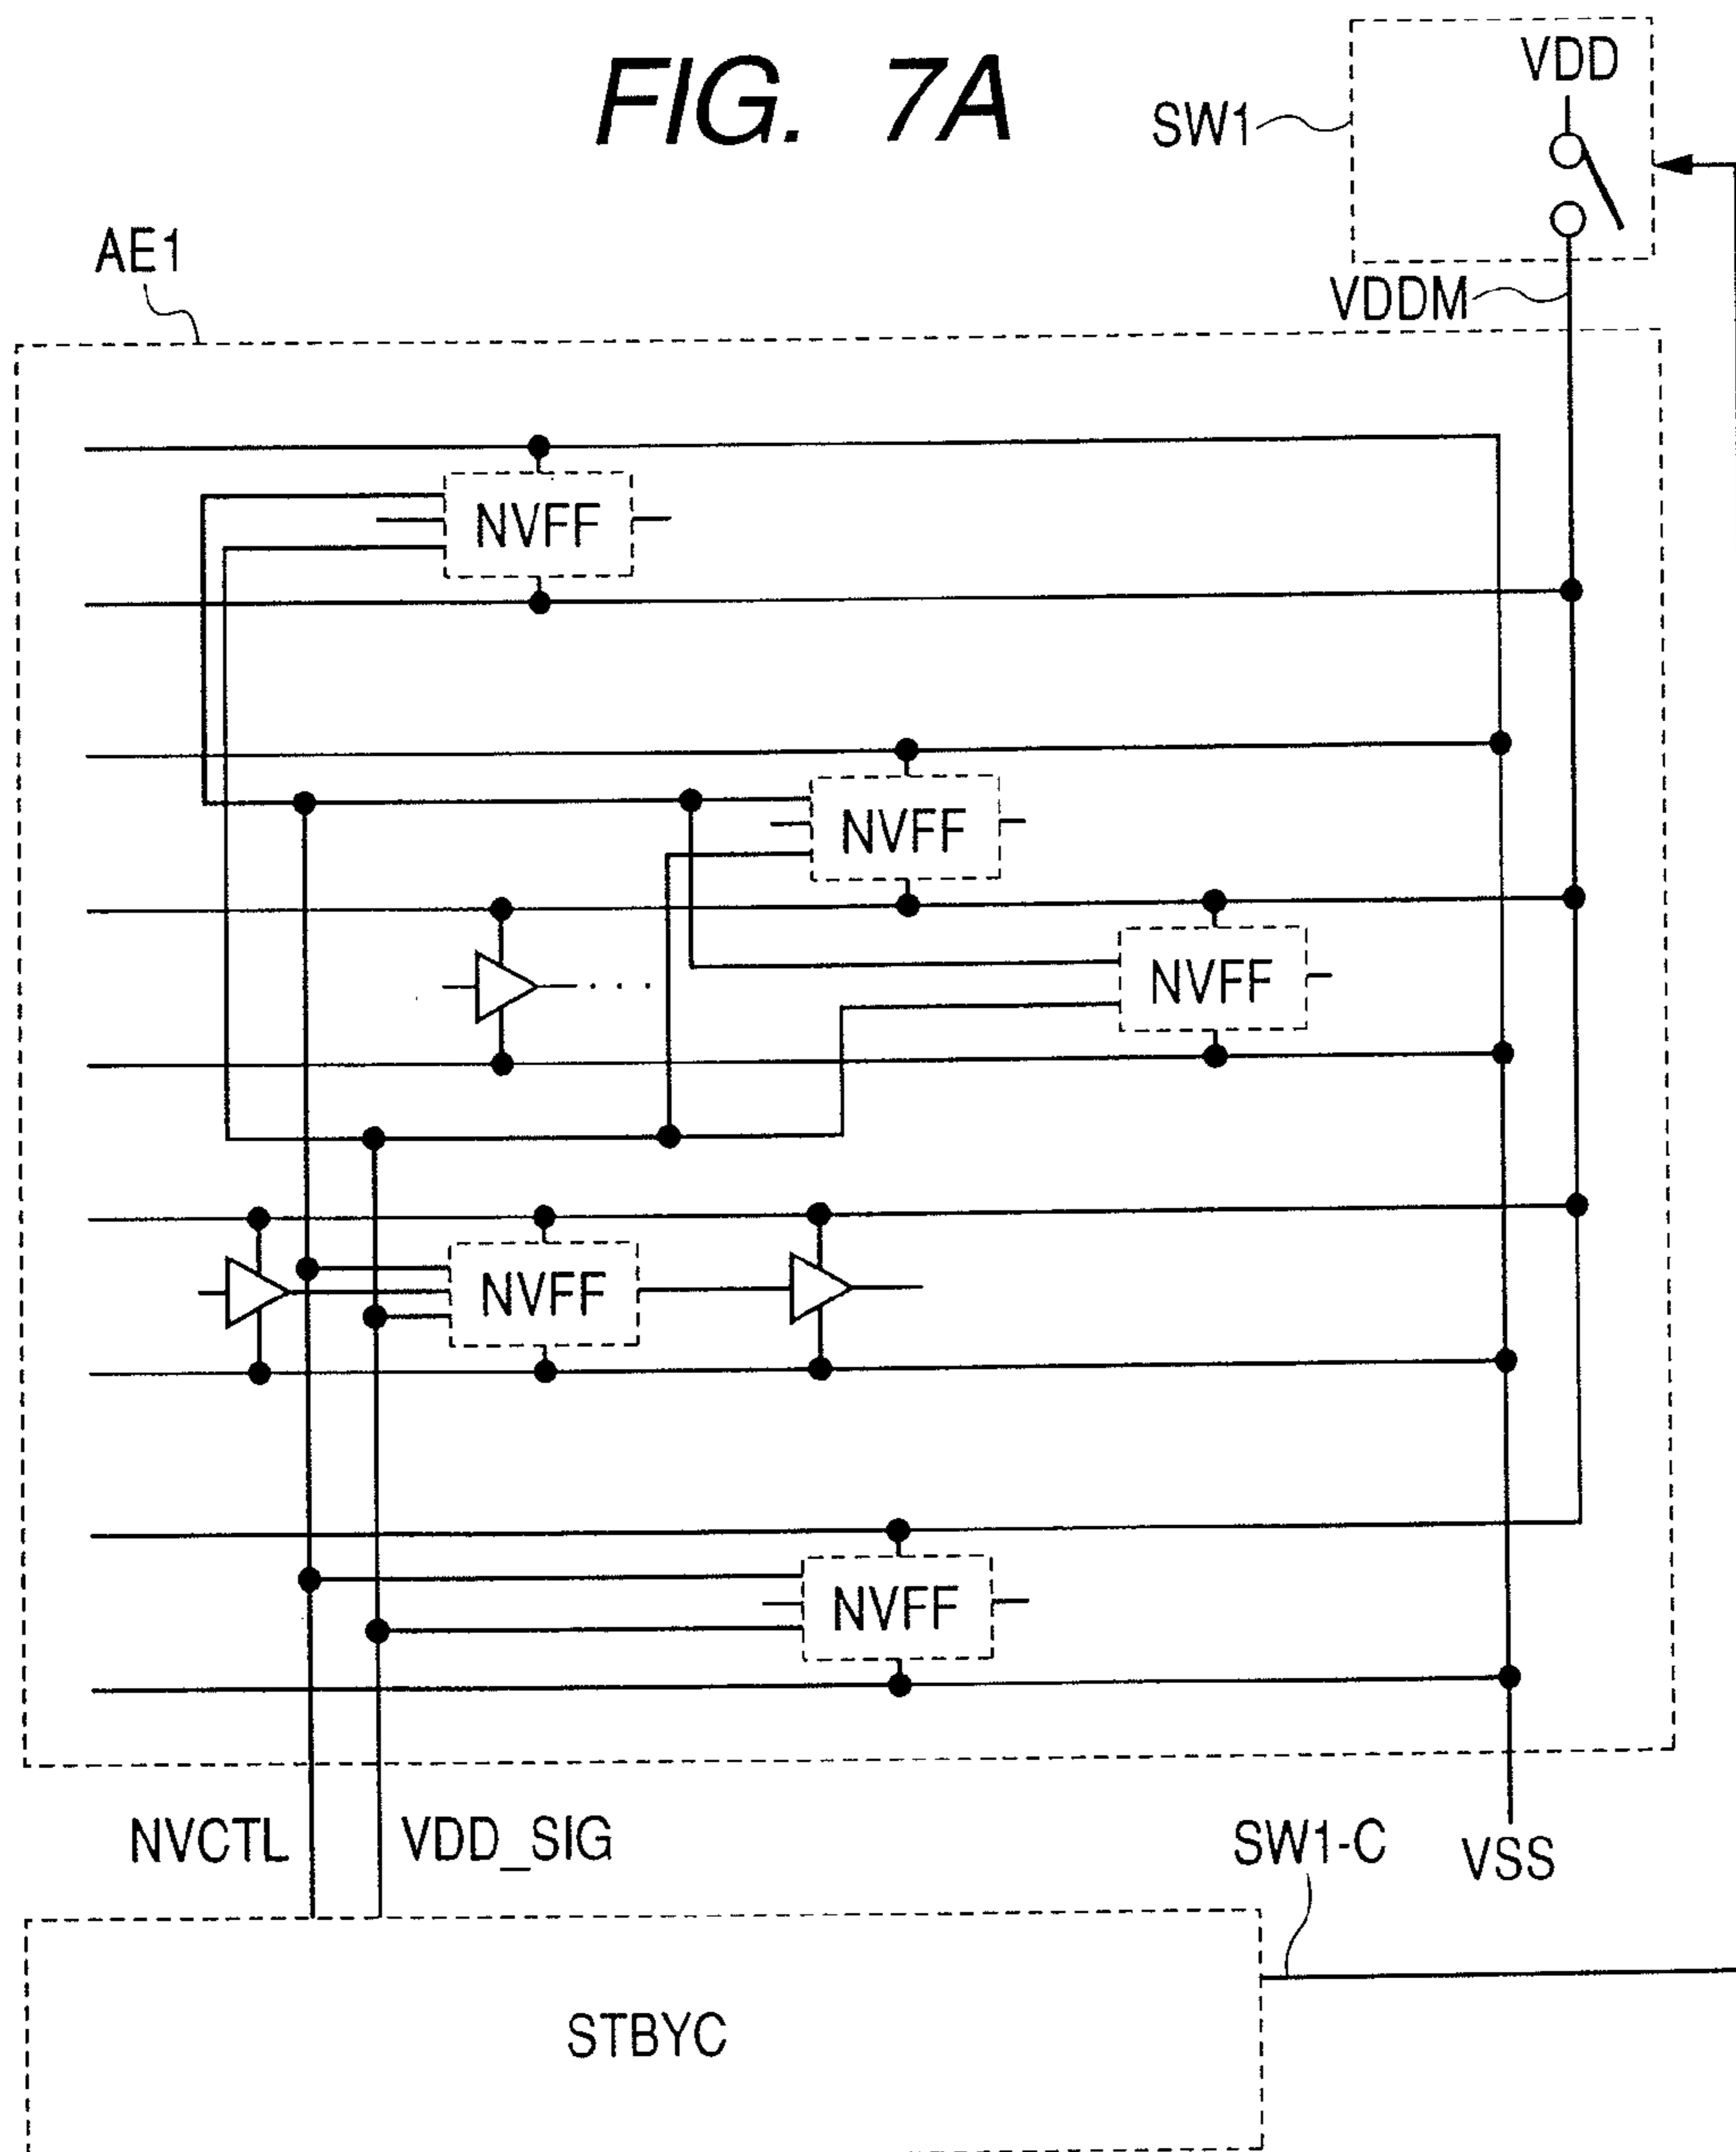 FIG. 7A
VDD
SW1
AE1
VDDM
NVFF
NVFF
NVFF
NVFF
NVFF
NVCTL
VDD_SIG
SW1-C
VSS
STBYC